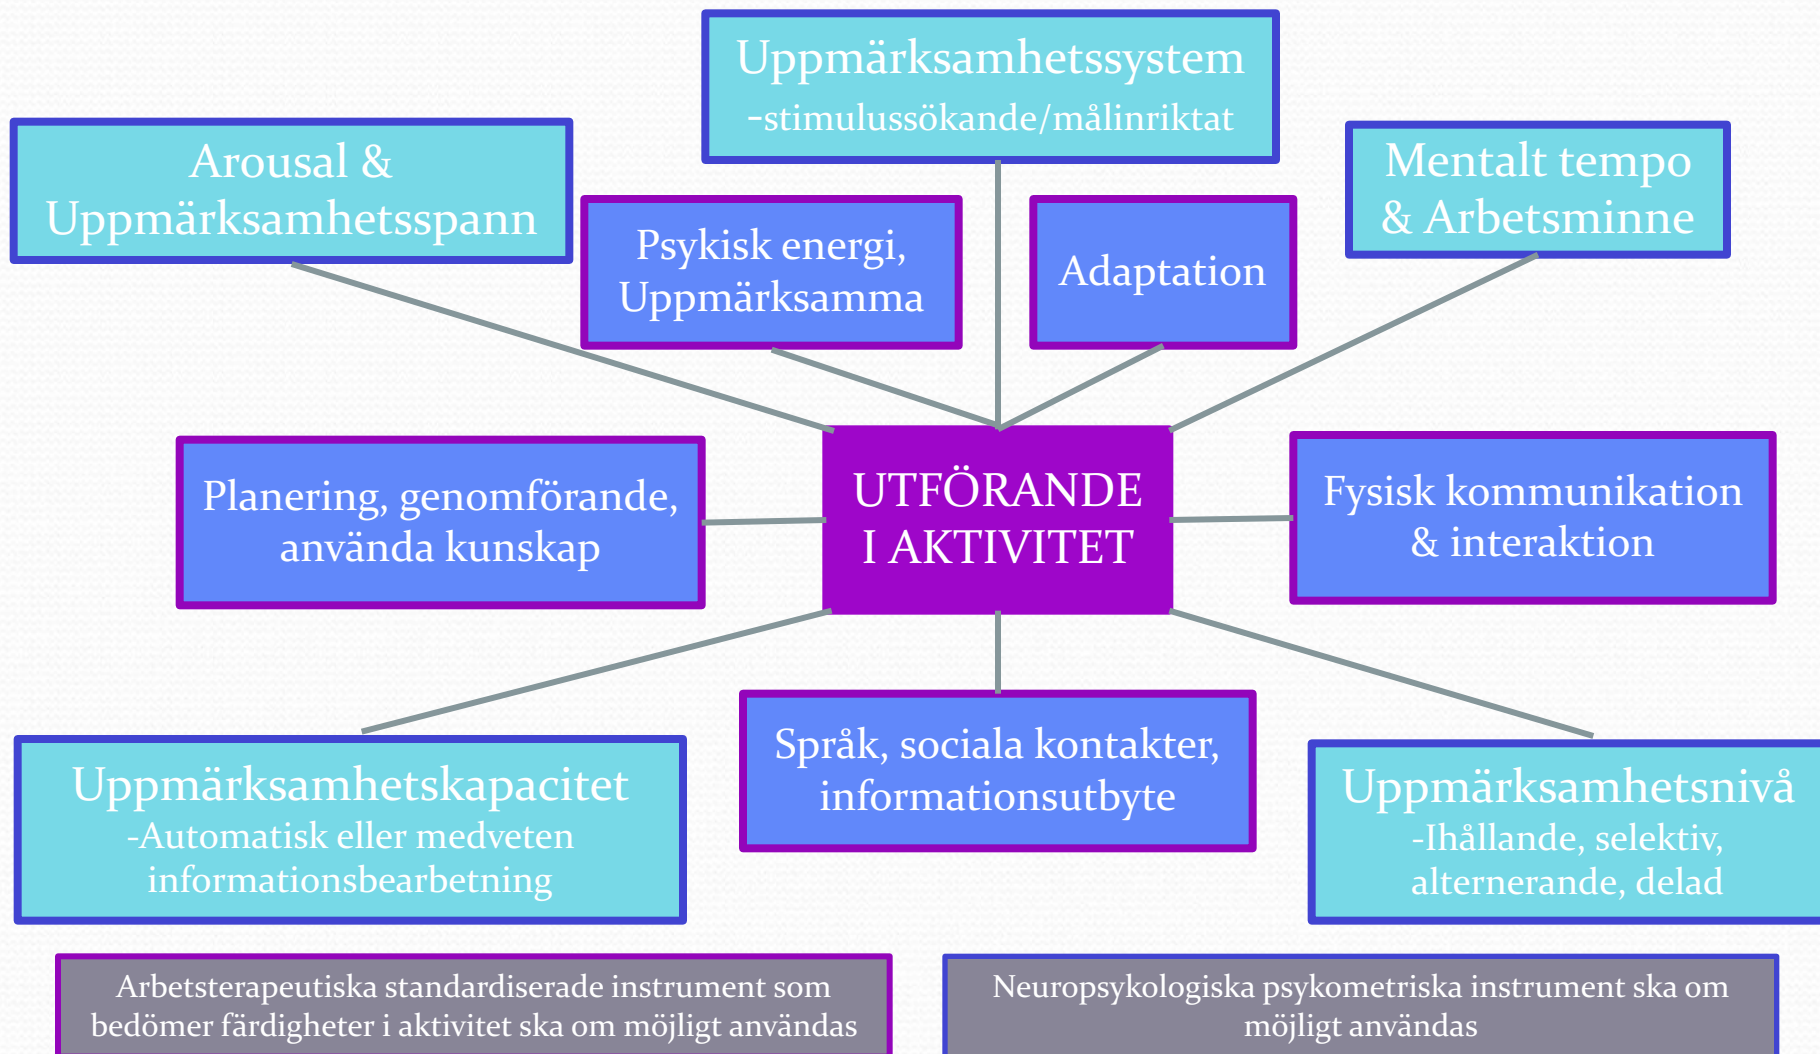 Uppmärksamhetssystem
-stimulussökande/målinriktat
Arousal &
Uppmärksamhetsspann
Mentalt tempo
& Arbetsminne
Psykisk energi,
Uppmärksamma
Adaptation
Planering, genomförande,
använda kunskap
UTFÖRANDE
I AKTIVITET
Fysisk kommunikation
& interaktion
Uppmärksamhetskapacitet
-Automatisk eller medveten
informationsbearbetning
Språk, sociala kontakter,
informationsutbyte
Uppmärksamhetsnivå
-Ihållande, selektiv,
alternerande, delad
Arbetsterapeutiska standardiserade instrument som
bedömer färdigheter i aktivitet ska om möjligt användas
Neuropsykologiska psykometriska instrument ska om
möjligt användas